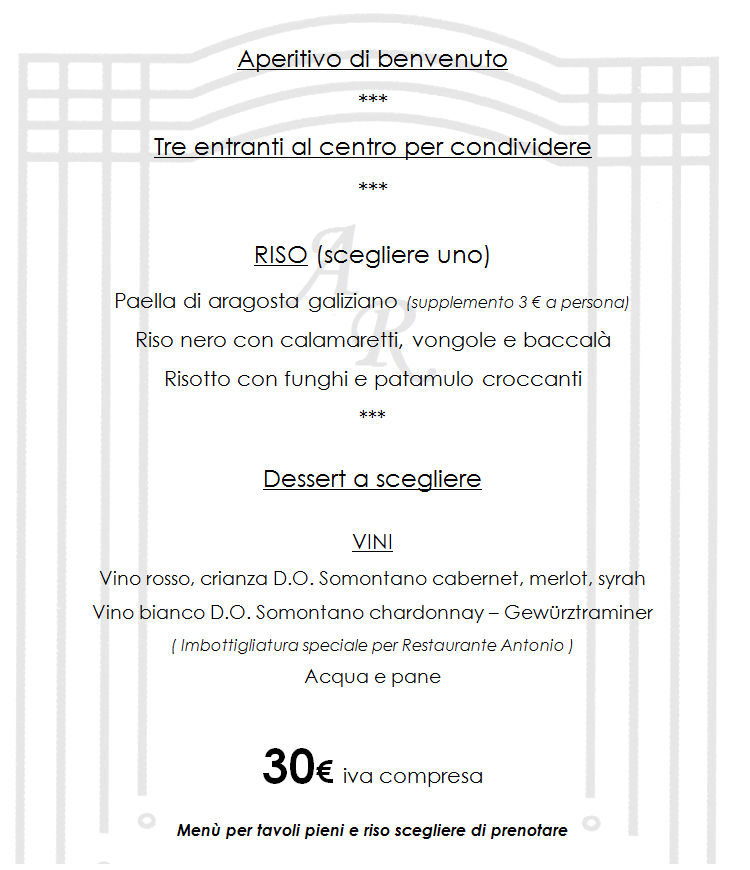 Aperitivo di benvenuto
***
Tre entranti al centro per condividere
***
RISO (scegliere uno)
Paella di aragosta galiziano (supplemento 3 € a persona)
Riso nero con calamaretti, vongole e baccalà
Risotto con funghi e patamulo croccanti
***
Dessert a scegliere
VINI
Vino rosso, crianza D.O. Somontano cabernet, merlot, syrah
Vino bianco D.O. Somontano chardonnay – Gewürztraminer
( Imbottigliatura speciale per Restaurante Antonio )
Acqua e pane
30€ iva compresa
Menù per tavoli pieni e riso scegliere di prenotare
A.
R.